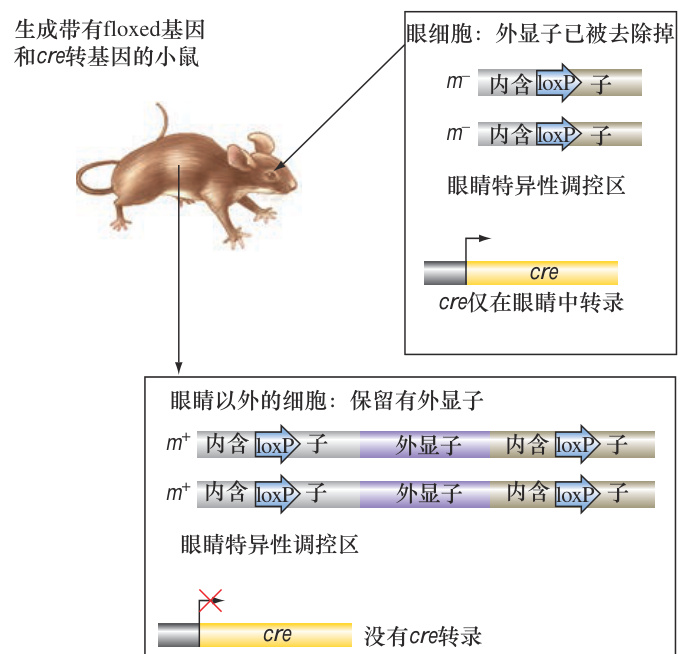 生成带有floxed基因
和cre转基因的小鼠
眼细胞：外显子已被去除掉
m⁻ 内含 loxP 子
m⁻ 内含 loxP 子
眼睛特异性调控区
cre
cre仅在眼睛中转录
眼睛以外的细胞：保留有外显子
m⁺ 内含 loxP 子 外显子 内含 loxP 子
m⁺ 内含 loxP 子 外显子 内含 loxP 子
眼睛特异性调控区
cre 没有cre转录